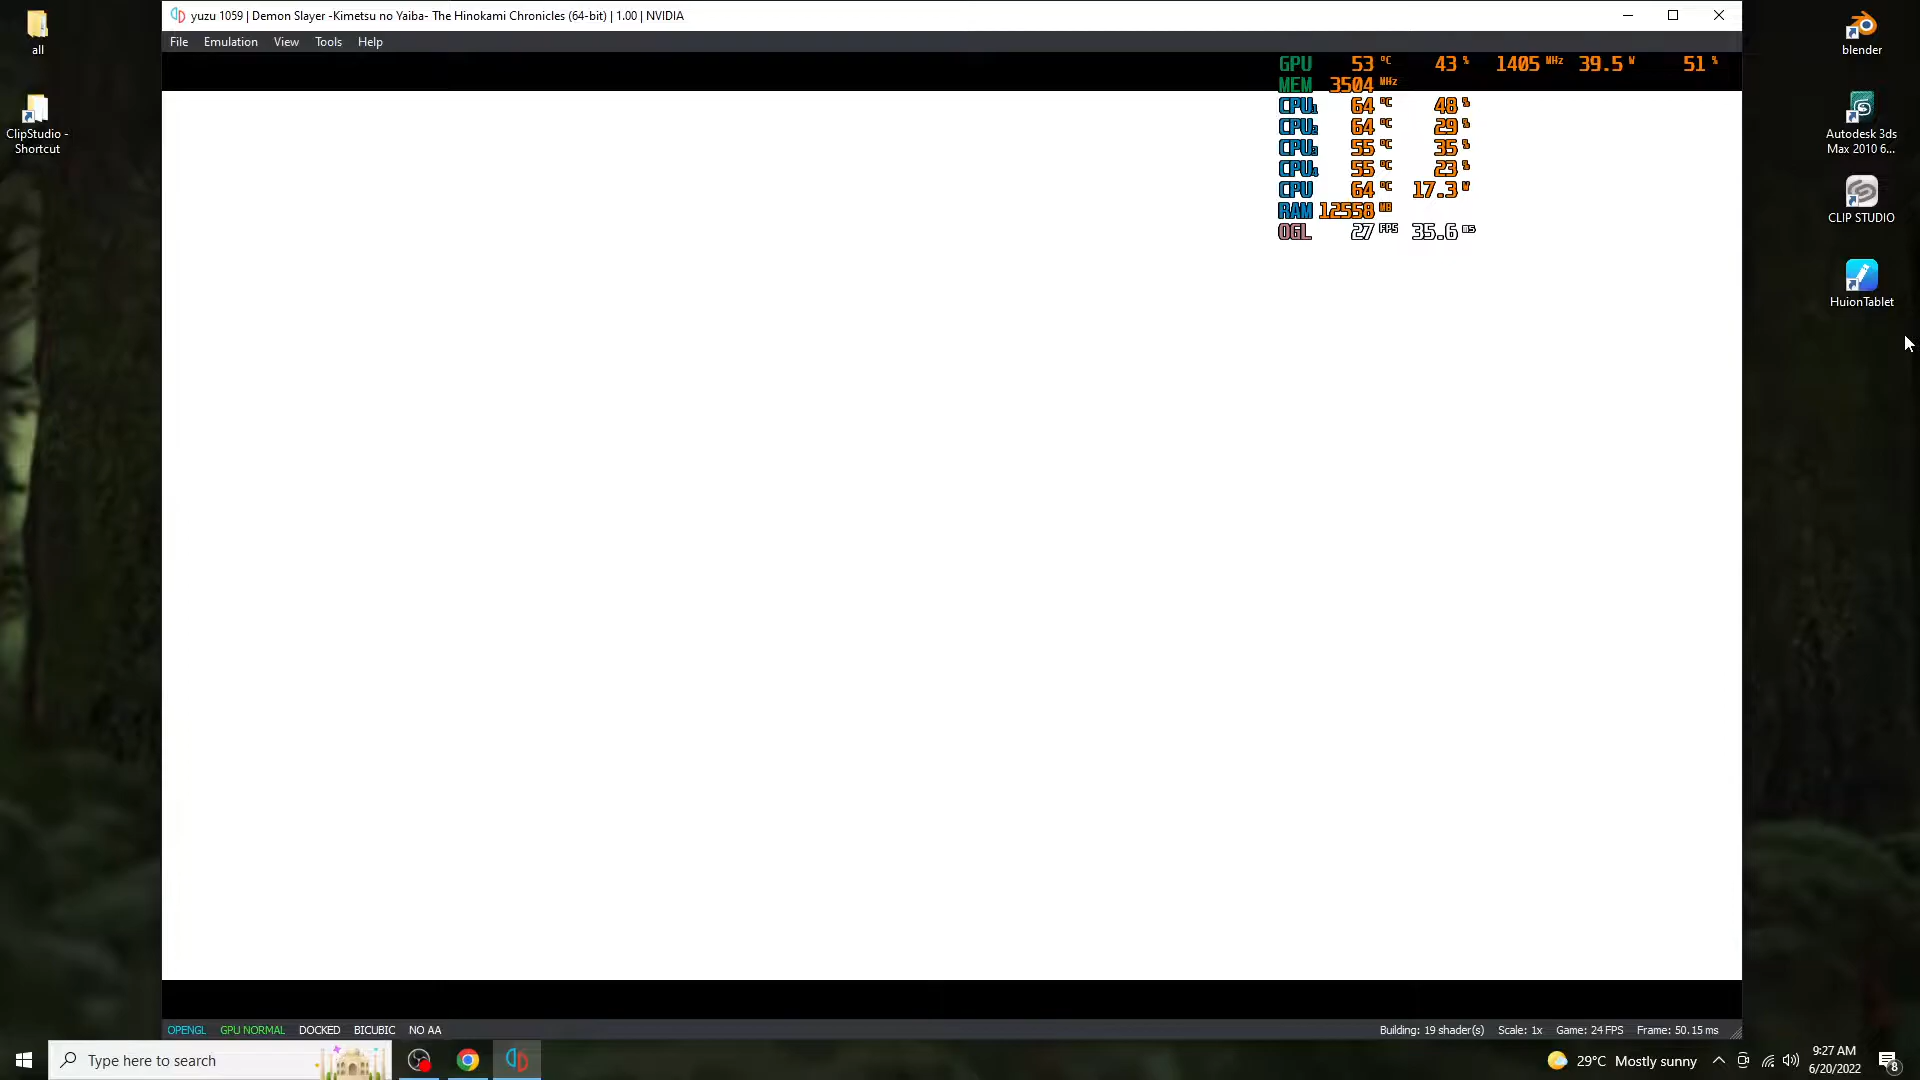 yuzu 1059 | Demon Slayer -Kimetsu no Yaiba- The Hinokami Chronicles (64-bit) | 1.00 | NVIDIA
File Emulation View Tools Help
GPU 53 °C 43 % 1405 MHz 39.5 W 51 %
MEM 3504 MHz
CPU1 64 °C 48 %
CPU2 64 °C 29 %
CPU3 55 °C 35 %
CPU4 55 °C 23 %
CPU 64 °C 17.3 W
RAM 12558 MB
OGL 27 FPS 35.6 ms
all
ClipStudio -
Shortcut
blender
Autodesk 3ds
Max 2010 6...
CLIP STUDIO
HuionTablet
OPENGL GPU NORMAL DOCKED BICUBIC NO AA
Building: 19 shader(s) Scale: 1x Game: 24 FPS Frame: 50.15 ms
Type here to search
29°C Mostly sunny
9:27 AM
6/20/2022
8